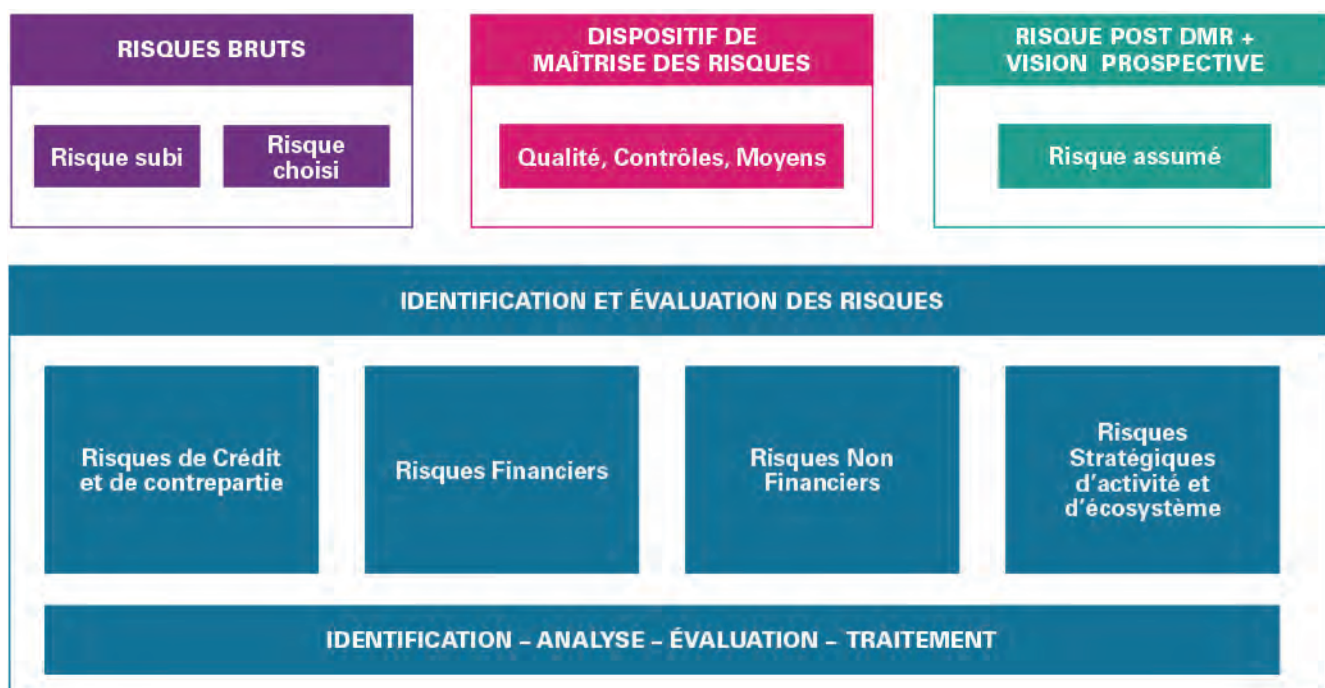 RISQUES BRUTS
Risque subi
Risque
choisi
DISPOSITIF DE
MAÎTRISE DES RISQUES
Qualité, Contrôles, Moyens
RISQUE POST DMR +
VISION PROSPECTIVE
Risque assumé
IDENTIFICATION ET ÉVALUATION DES RISQUES
Risques de Crédit
et de contrepartie
Risques Financiers
Risques Non
Financiers
Risques
Stratégiques
d’activité et
d’écosystème
IDENTIFICATION – ANALYSE – ÉVALUATION – TRAITEMENT